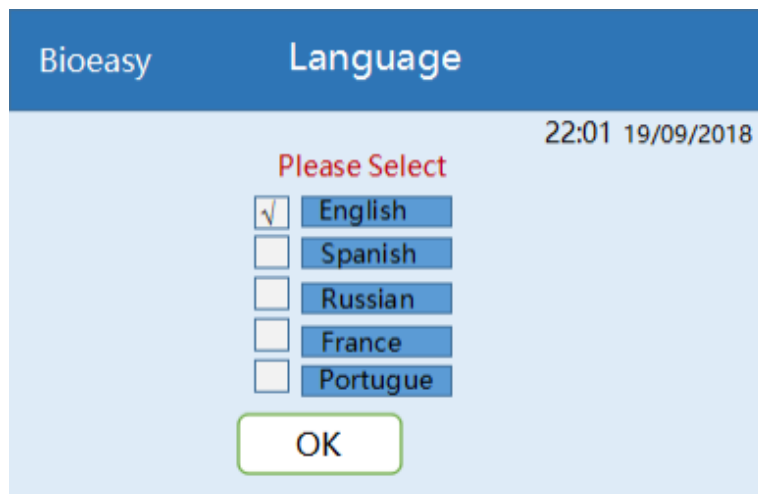 Bioeasy Language
22:01 19/09/2018
Please Select
√ English
Spanish
Russian
France
Portugue
OK